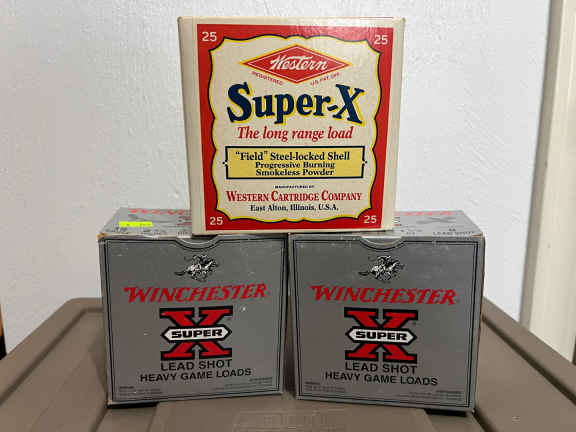 25
25
Western
REGISTERED U.S. PAT. OFF.
Super-X
The long range load
"Field" Steel-locked Shell
Progressive Burning
Smokeless Powder
MANUFACTURED BY
WESTERN CARTRIDGE COMPANY
East Alton, Illinois, U.S.A.
25
25
LEAD SHOT
WINCHESTER
SUPER
X
LEAD SHOT
HEAVY GAME LOADS
WINCHESTER
SUPER
X
LEAD SHOT
HEAVY GAME LOADS